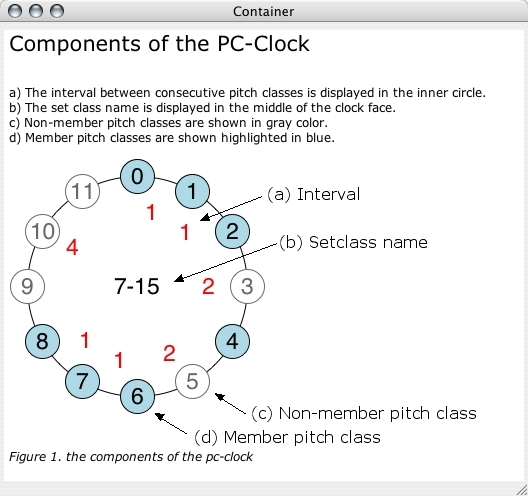 Container
Components of the PC-Clock
a) The interval between consecutive pitch classes is displayed in the inner circle.
b) The set class name is displayed in the middle of the clock face.
c) Non-member pitch classes are shown in gray color.
d) Member pitch classes are shown highlighted in blue.
0
11
1
(a) Interval
1
10
1
2
4
(b) Setclass name
9
7-15
2
3
8
1
1
2
4
7
5
6
(c) Non-member pitch class
(d) Member pitch class
Figure 1. the components of the pc-clock